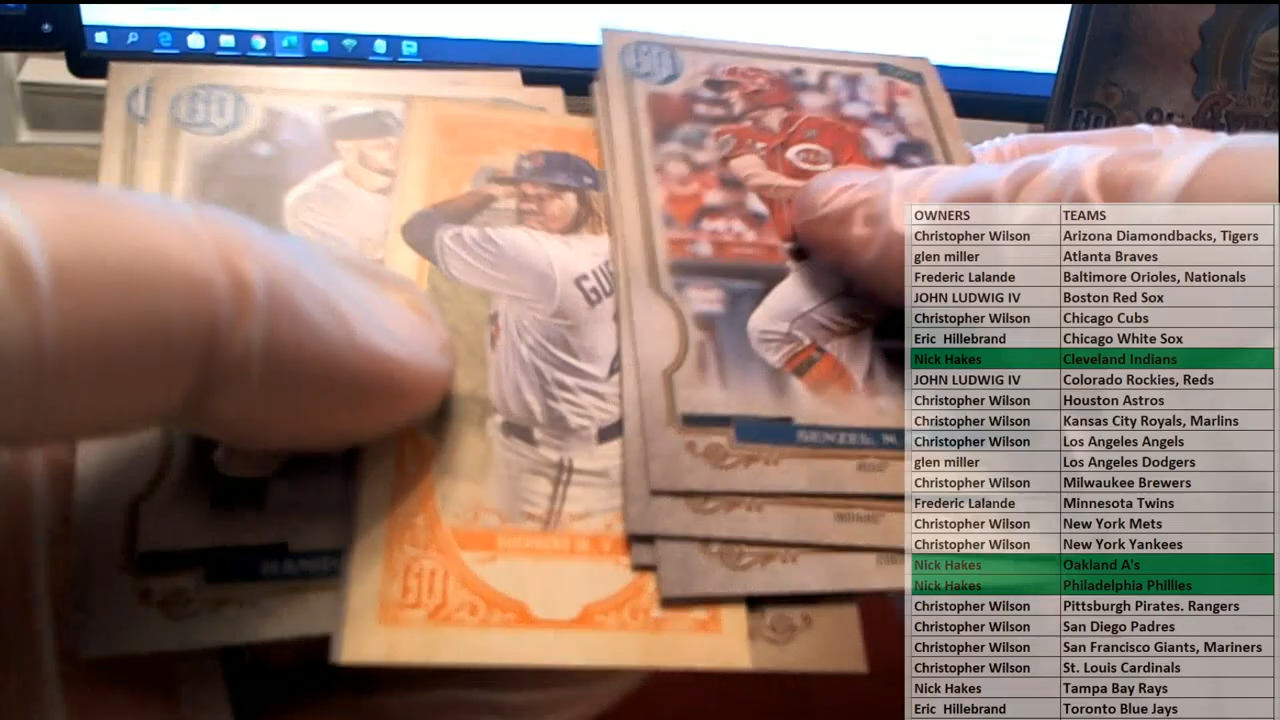 GQ
GQ
GU
SENZEL, N.
GQ
OWNERS TEAMS
Christopher Wilson Arizona Diamondbacks, Tigers
glen miller Atlanta Braves
Frederic Lalande Baltimore Orioles, Nationals
JOHN LUDWIG IV Boston Red Sox
Christopher Wilson Chicago Cubs
Eric Hillebrand Chicago White Sox
Nick Hakes Cleveland Indians
JOHN LUDWIG IV Colorado Rockies, Reds
Christopher Wilson Houston Astros
Christopher Wilson Kansas City Royals, Marlins
Christopher Wilson Los Angeles Angels
glen miller Los Angeles Dodgers
Christopher Wilson Milwaukee Brewers
Frederic Lalande Minnesota Twins
Christopher Wilson New York Mets
Christopher Wilson New York Yankees
Nick Hakes Oakland A's
Nick Hakes Philadelphia Phillies
Christopher Wilson Pittsburgh Pirates. Rangers
Christopher Wilson San Diego Padres
Christopher Wilson San Francisco Giants, Mariners
Christopher Wilson St. Louis Cardinals
Nick Hakes Tampa Bay Rays
Eric Hillebrand Toronto Blue Jays